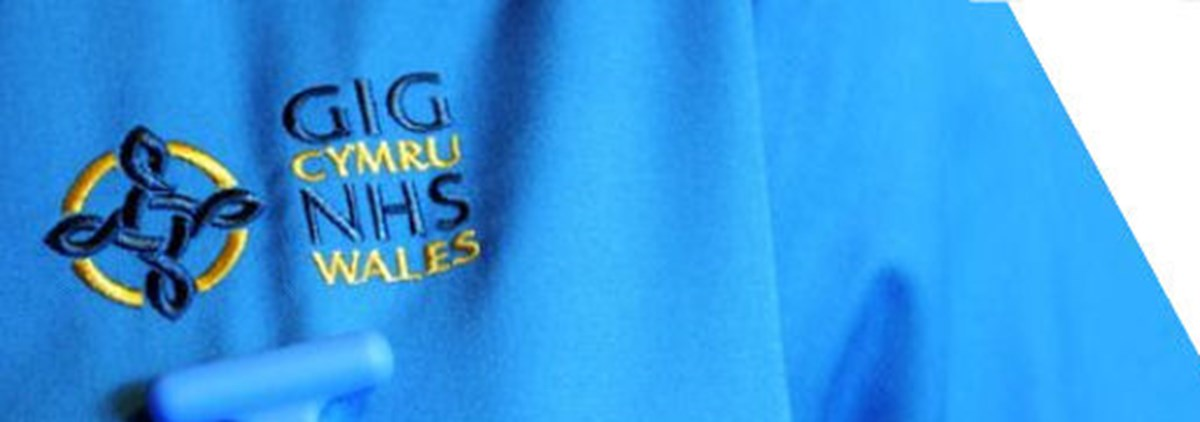 GIG
CYMRU
NHS
WALES